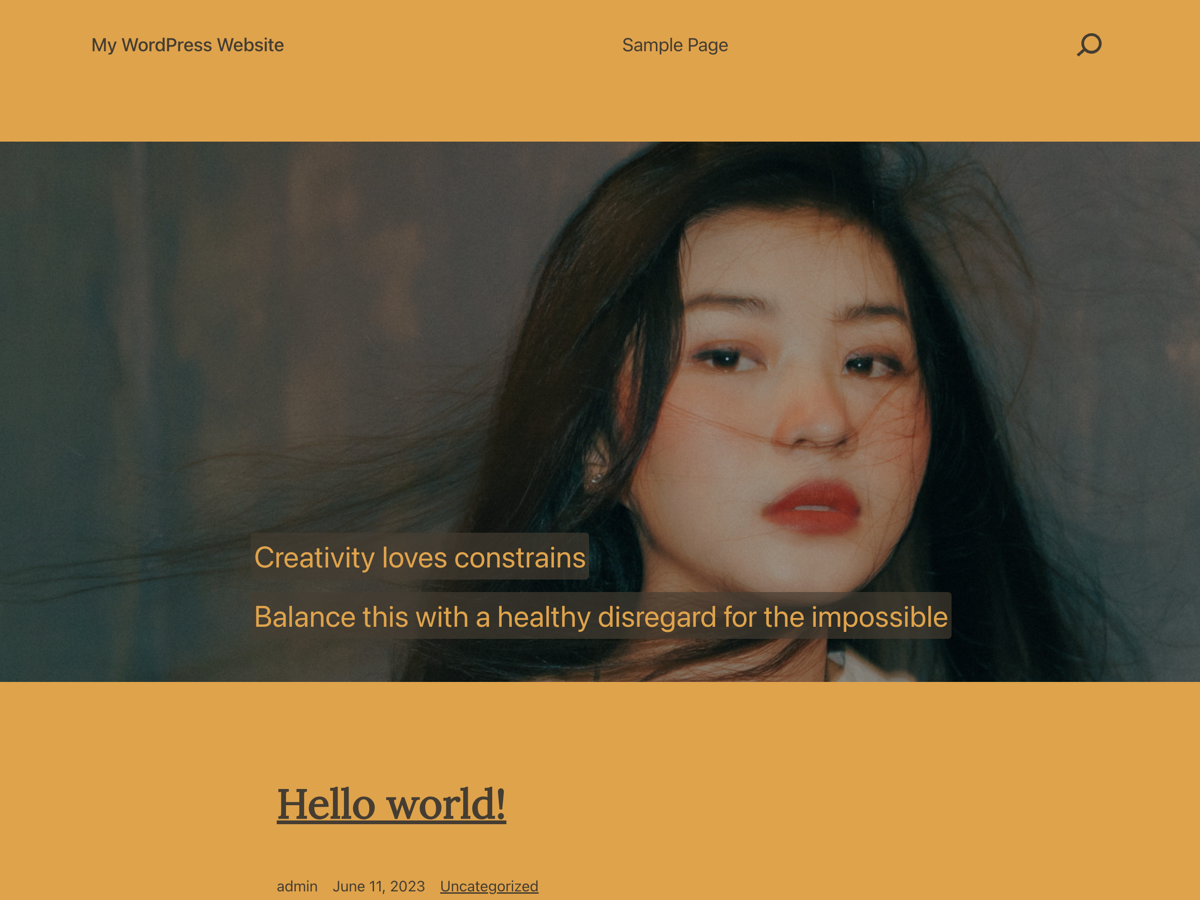 My WordPress Website
Sample Page
Creativity loves constrains
Balance this with a healthy disregard for the impossible
Hello world!
admin June 11, 2023 Uncategorized